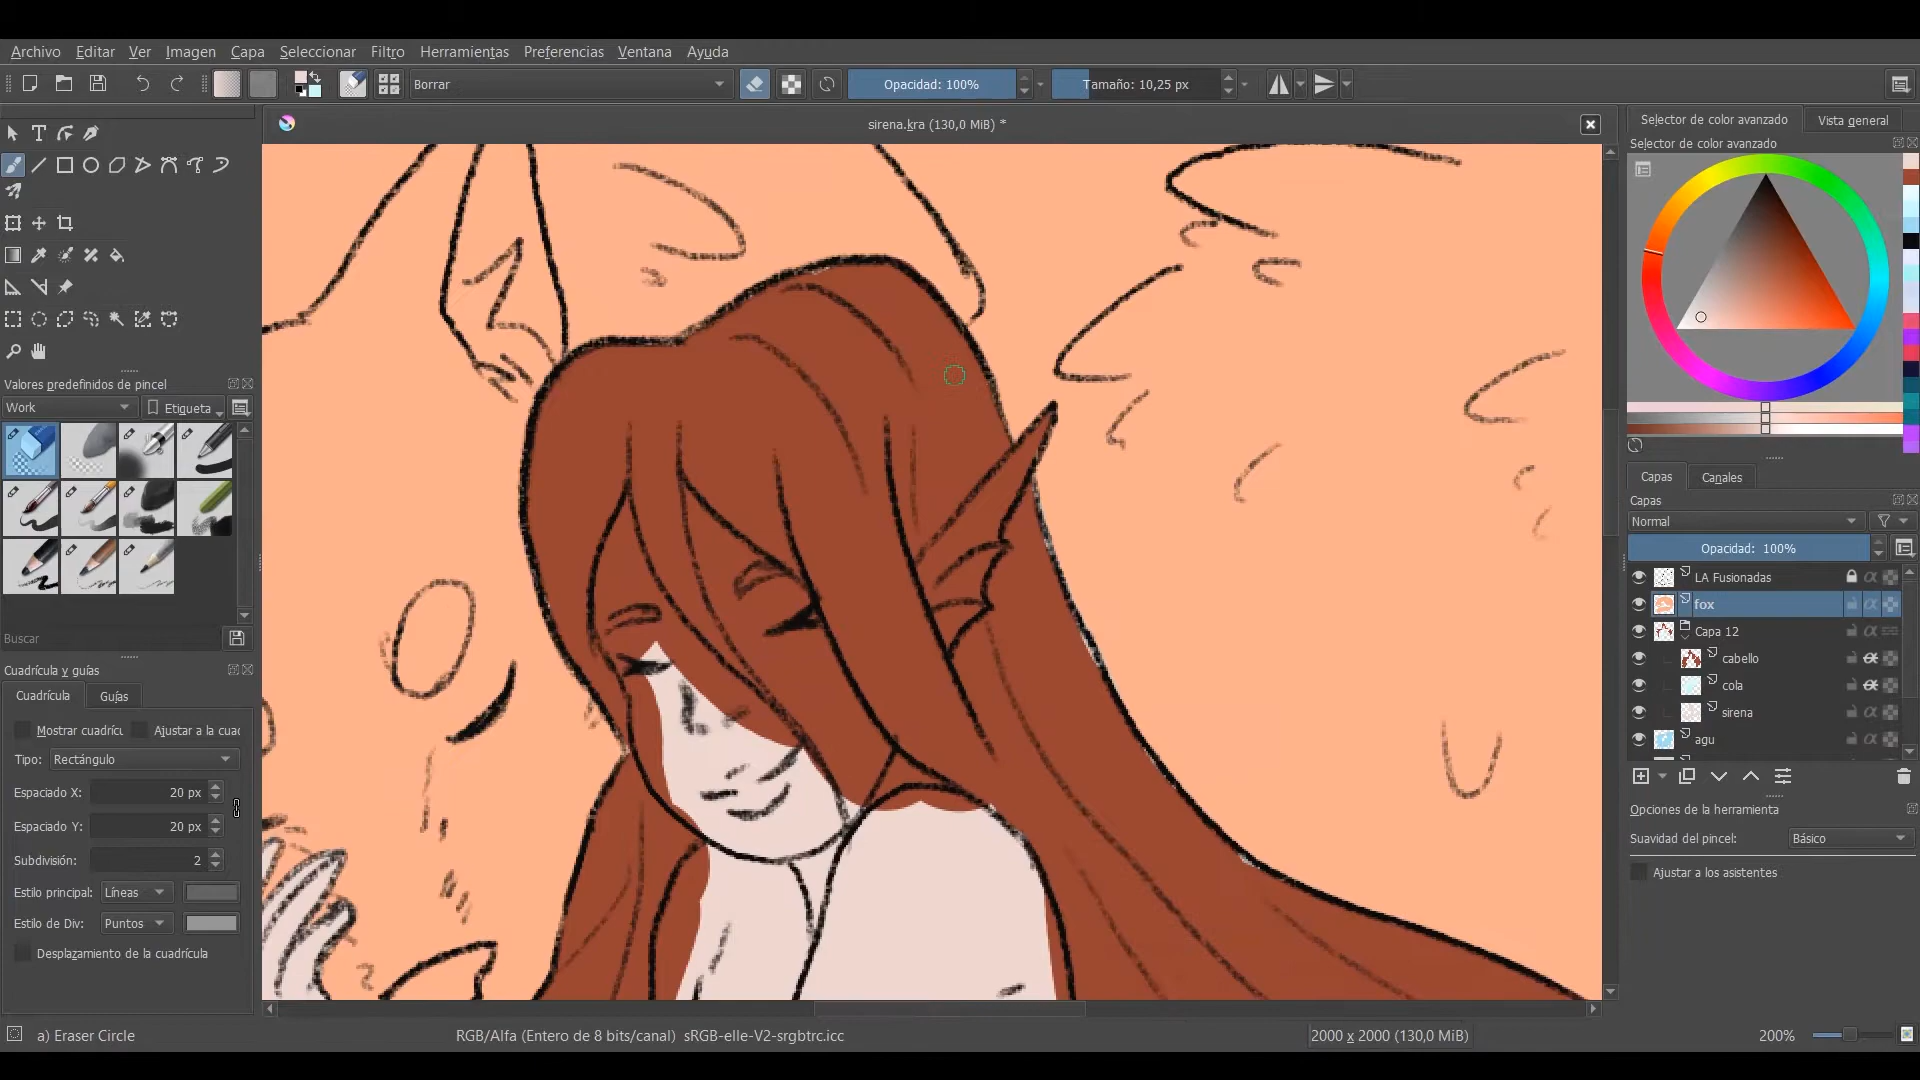 Archivo Editar Ver Imagen Capa Seleccionar Filtro Herramientas Preferencias Ventana Ayuda
Borrar
Opacidad: 100%
Tamaño: 10,25 px
sirena.kra (130,0 MiB) *
Selector de color avanzado
Vista general
Selector de color avanzado
Valores predefinidos de pincel
Work
Etiqueta
Buscar
Cuadrícula y guías
Cuadrícula
Guías
Mostrar cuadrícu
Ajustar a la cuad
Tipo: Rectángulo
Espaciado X: 20 px
Espaciado Y: 20 px
Subdivisión: 2
Estilo principal: Líneas
Estilo de Div: Puntos
Desplazamiento de la cuadrícula
Capas
Canales
Capas
Normal
Opacidad: 100%
LA Fusionadas
fox
Capa 12
cabello
cola
sirena
agu
Opciones de la herramienta
Suavidad del pincel: Básico
Ajustar a los asistentes
a) Eraser Circle
RGB/Alfa (Entero de 8 bits/canal) sRGB-elle-V2-srgbtrc.icc
2000 x 2000 (130,0 MiB)
200%